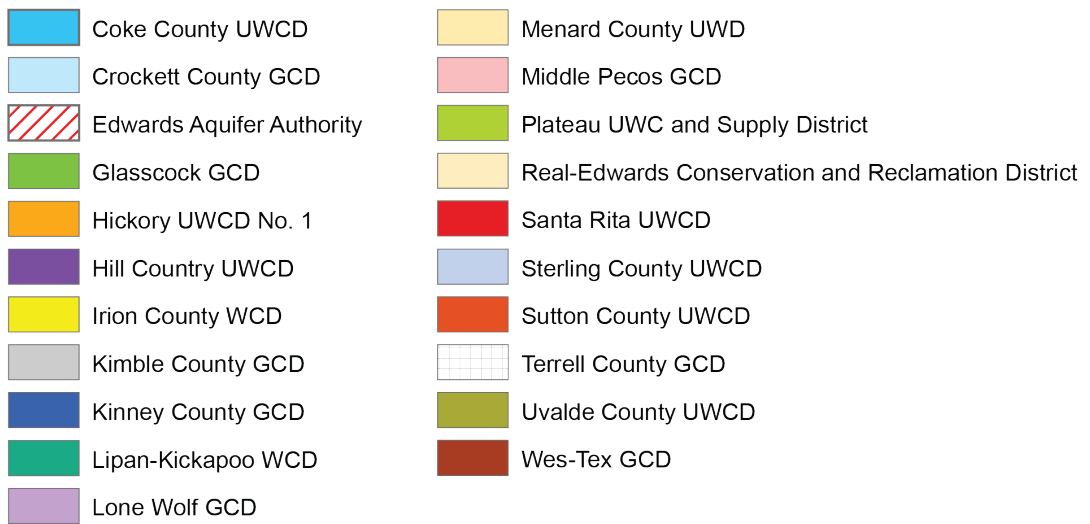 Coke County UWCD
Crockett County GCD
Edwards Aquifer Authority
Glasscock GCD
Hickory UWCD No. 1
Hill Country UWCD
Irion County WCD
Kimble County GCD
Kinney County GCD
Lipan-Kickapoo WCD
Lone Wolf GCD
Menard County UWD
Middle Pecos GCD
Plateau UWC and Supply District
Real-Edwards Conservation and Reclamation District
Santa Rita UWCD
Sterling County UWCD
Sutton County UWCD
Terrell County GCD
Uvalde County UWCD
Wes-Tex GCD